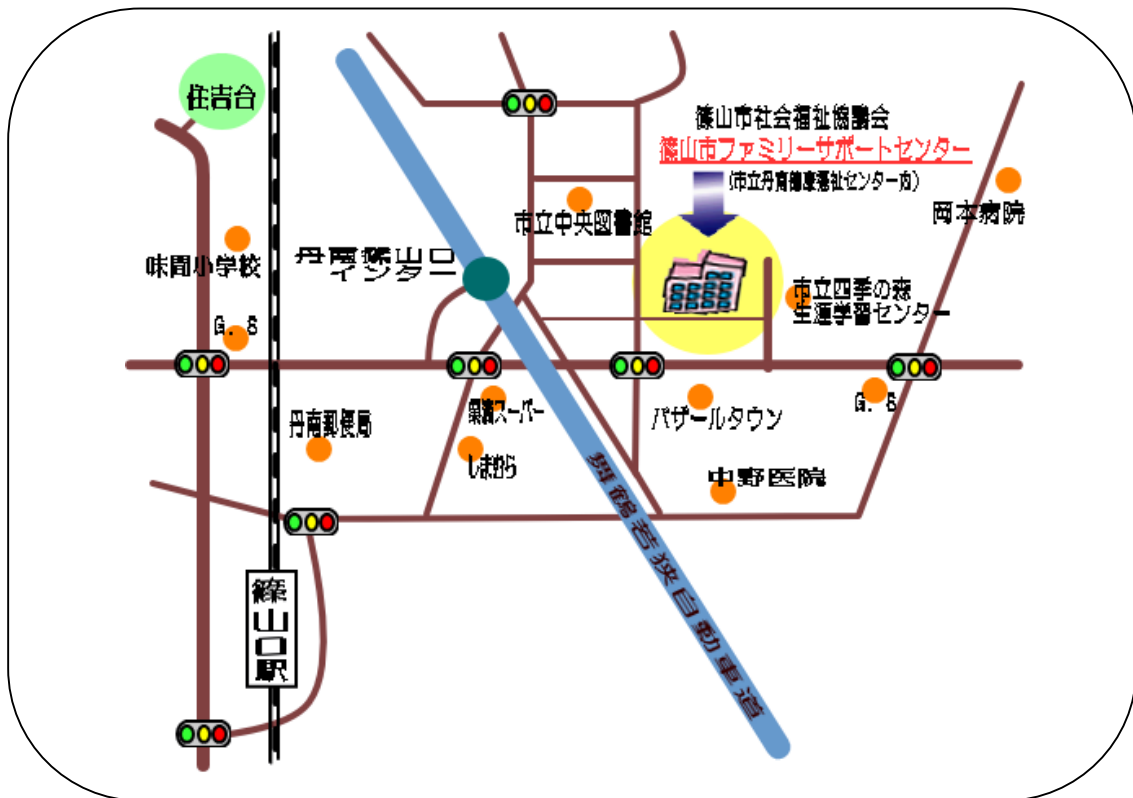 住吉台
篠山市社会福祉協議会
篠山市ファミリーサポートセンター
(市立丹南健康福祉センター内)
岡本病院
市立中央図書館
味間小学校
丹南篠山口
インター
市立四季の森
生涯学習センター
G.S
丹南郵便局
スーパー
しまむら
バザールタウン
G.S
中野医院
舞鶴若狭自動車道
篠山口駅